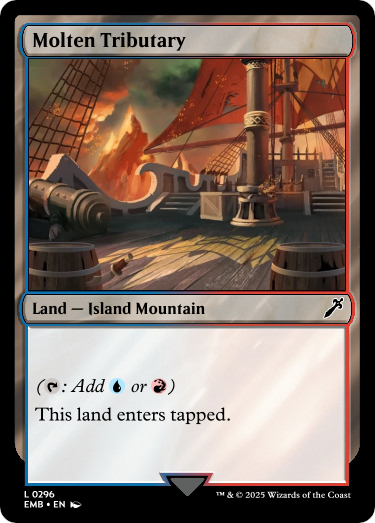 Molten Tributary
Land — Island Mountain
(: Add or )
This land enters tapped.
L 0296
EMB • EN
™ & © 2025 Wizards of the Coast